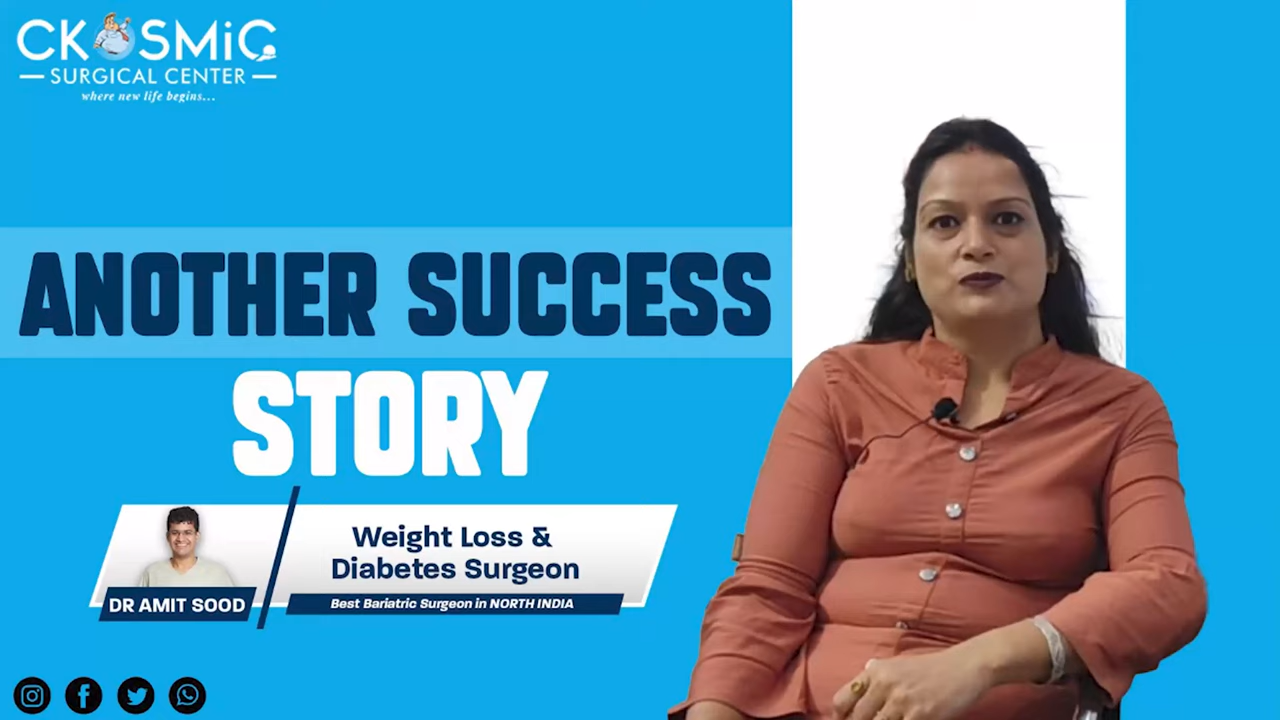 CKOSMiC
SURGICAL CENTER
where new life begins...
ANOTHER SUCCESS
STORY
Weight Loss &
Diabetes Surgeon
DR AMIT SOOD
Best Bariatric Surgeon in NORTH INDIA